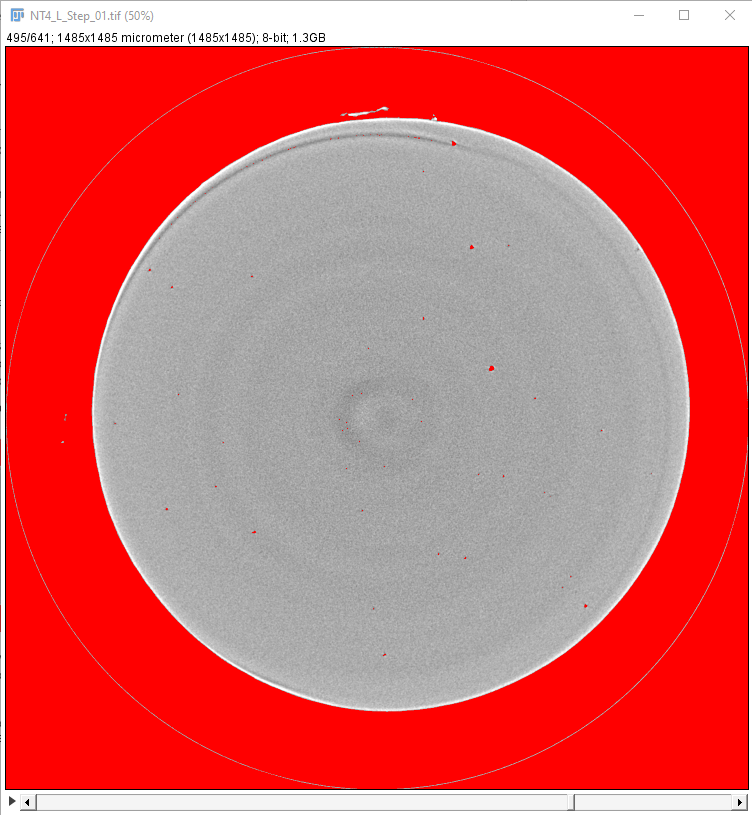 NT4_L_Step_01.tif (50%)
495/641; 1485x1485 micrometer (1485x1485); 8-bit; 1.3GB